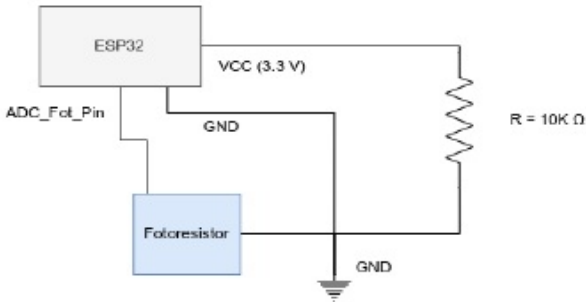 ESP32
VCC (3.3 V)
ADC_Fot_Pin
GND
R = 10K Ω
Fotoresistor
GND